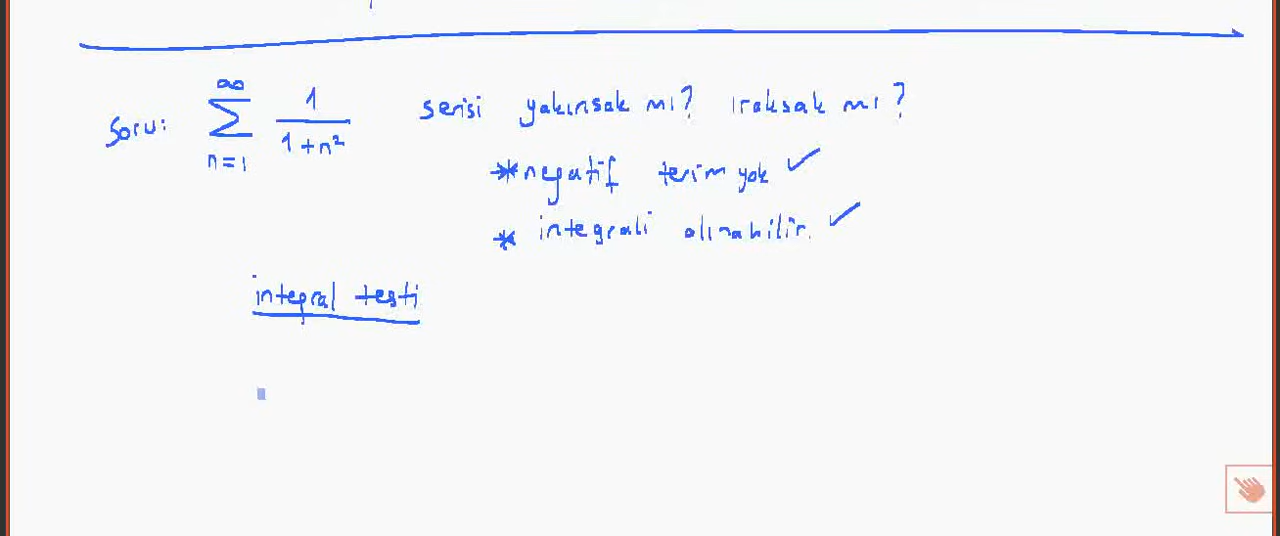 Soru: ∞ ∑ n=1 1/(1+n²) serisi yakınsak mı? ıraksak mı?
* negatif terim yok ✓
* integrali alınabilir. ✓
integral testi